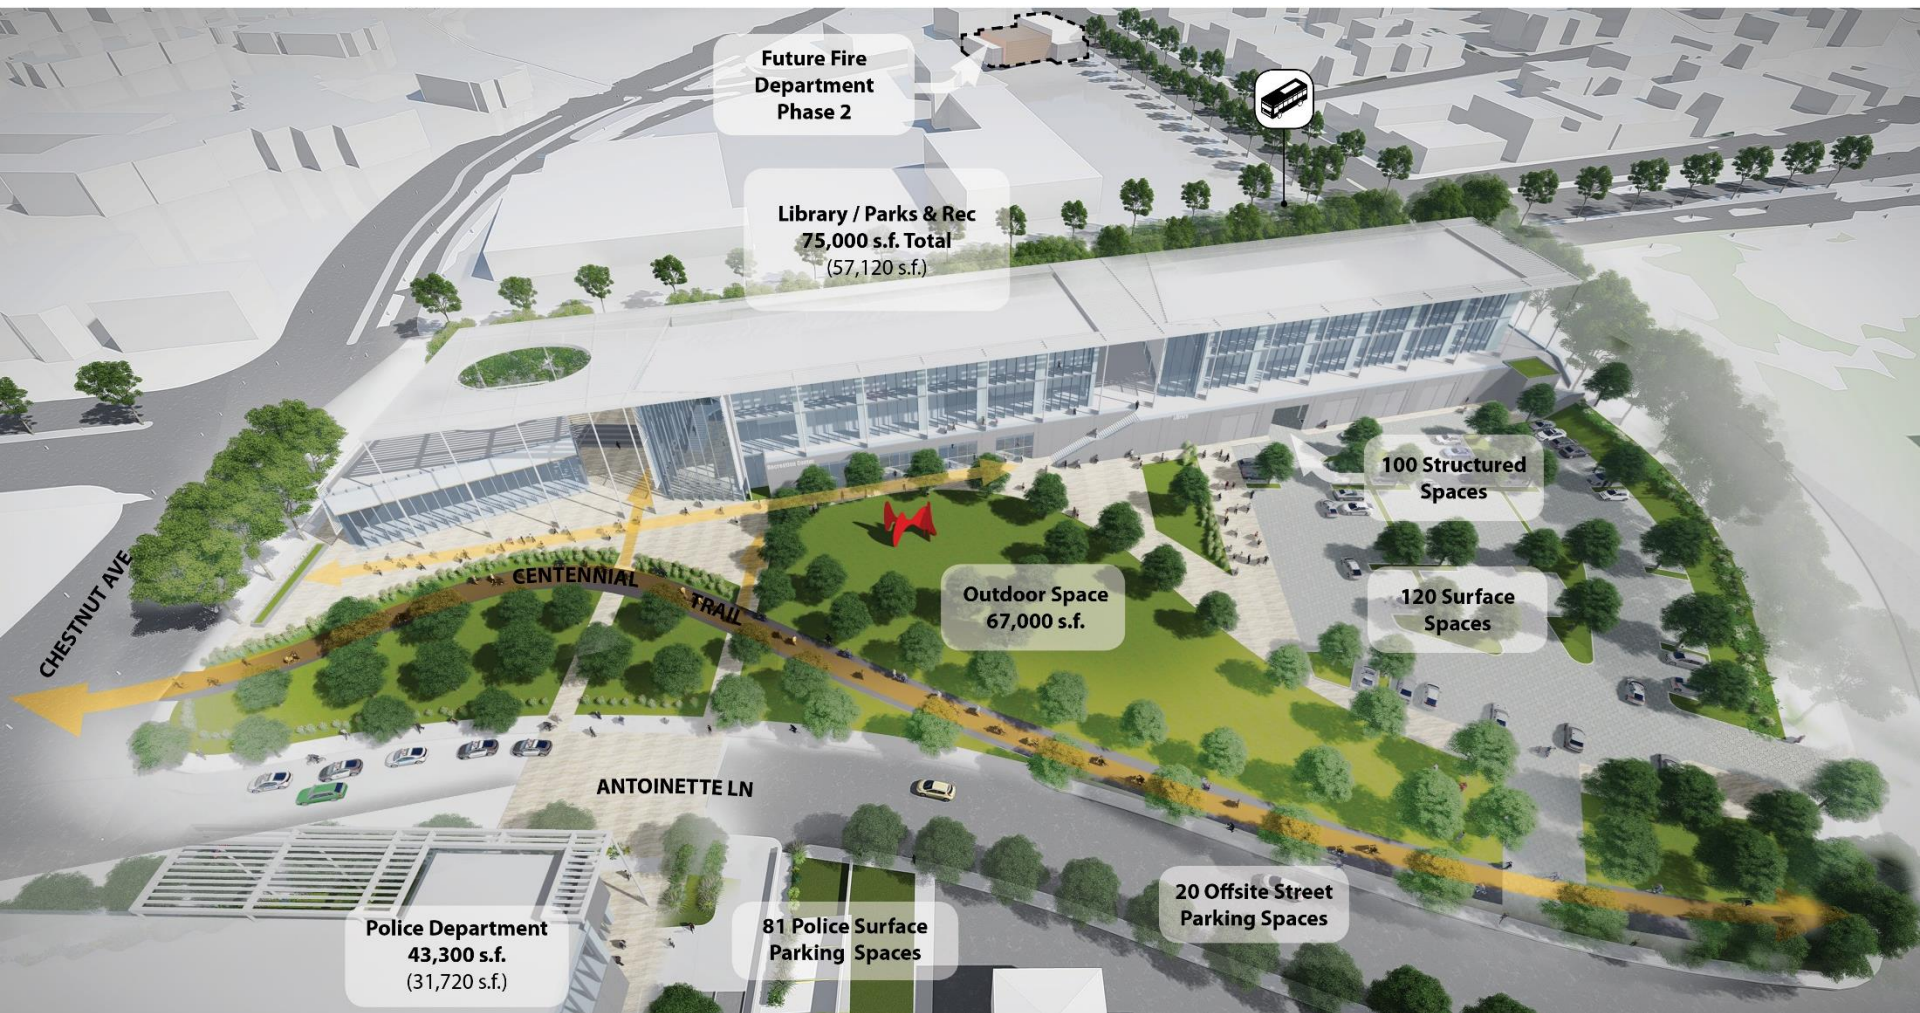 Future Fire
Department
Phase 2
Library / Parks & Rec
75,000 s.f. Total
(57,120 s.f.)
100 Structured
Spaces
CHESTNUT AVE
CENTENNIAL
TRAIL
Outdoor Space
67,000 s.f.
120 Surface
Spaces
ANTOINETTE LN
20 Offsite Street
Parking Spaces
Police Department
43,300 s.f.
(31,720 s.f.)
81 Police Surface
Parking Spaces